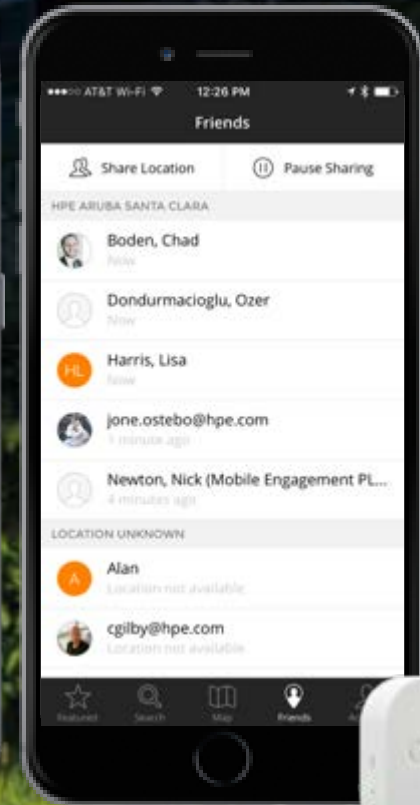 AT&T Wi-Fi 12:26 PM
Friends
Share Location Pause Sharing
HPE ARUBA SANTA CLARA
Boden, Chad
Now
Dondurmacioglu, Ozer
Now
Harris, Lisa
Now
HL
jone.ostebo@hpe.com
1 minute ago
Newton, Nick (Mobile Engagement PL...
4 minutes ago
LOCATION UNKNOWN
Alan
A
Location not available
cgilby@hpe.com
Location not available
Featured Search Map Friends